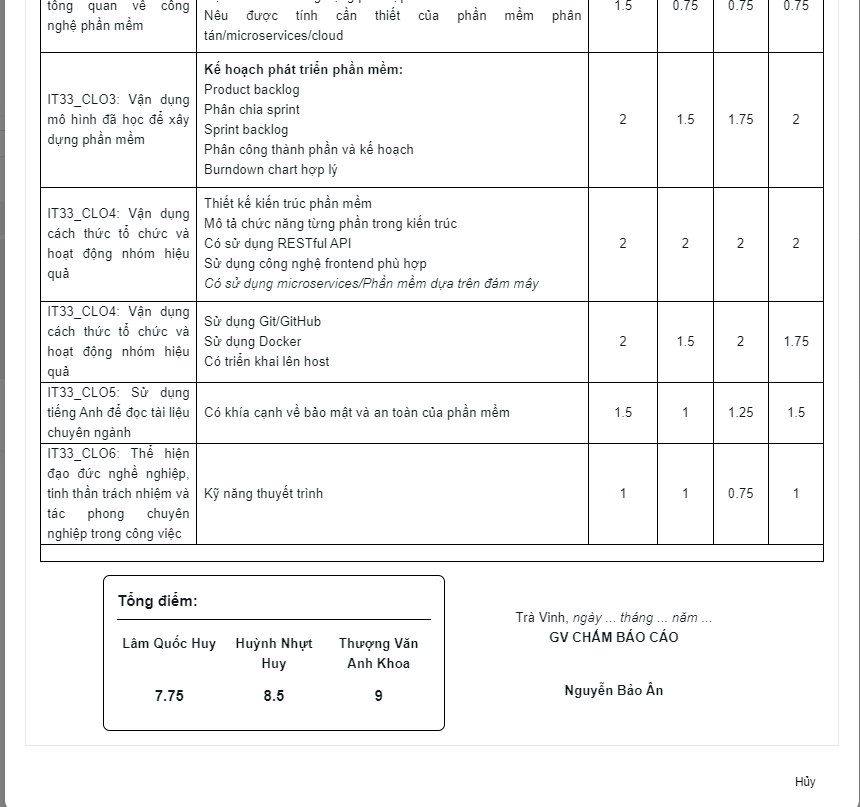 tổng quan về công
nghệ phần mềm
Nêu được tính cần thiết của phần mềm phân
tán/microservices/cloud
1.5 0.75 0.75 0.75
IT33_CLO3: Vận dụng
mô hình đã học để xây
dựng phần mềm
Kế hoạch phát triển phần mềm:
Product backlog
Phân chia sprint
Sprint backlog
Phân công thành phần và kế hoạch
Burndown chart hợp lý
2 1.5 1.75 2
IT33_CLO4: Vận dụng
cách thức tổ chức và
hoạt động nhóm hiệu
quả
Thiết kế kiến trúc phần mềm
Mô tả chức năng từng phần trong kiến trúc
Có sử dụng RESTful API
Sử dụng công nghệ frontend phù hợp
Có sử dụng microservices/Phần mềm dựa trên đám mây
2 2 2 2
IT33_CLO4: Vận dụng
cách thức tổ chức và
hoạt động nhóm hiệu
quả
Sử dụng Git/GitHub
Sử dụng Docker
Có triển khai lên host
2 1.5 2 1.75
IT33_CLO5: Sử dụng
tiếng Anh để đọc tài liệu
chuyên ngành
Có khía cạnh về bảo mật và an toàn của phần mềm
1.5 1 1.25 1.5
IT33_CLO6: Thể hiện
đạo đức nghề nghiệp,
tinh thần trách nhiệm và
tác phong chuyên
nghiệp trong công việc
Kỹ năng thuyết trình
1 1 0.75 1
Tổng điểm:
Lâm Quốc Huy
7.75
Huỳnh Nhựt
Huy
8.5
Thượng Văn
Anh Khoa
9
Trà Vinh, ngày ... tháng ... năm ...
GV CHẤM BÁO CÁO
Nguyễn Bảo Ân
Hủy